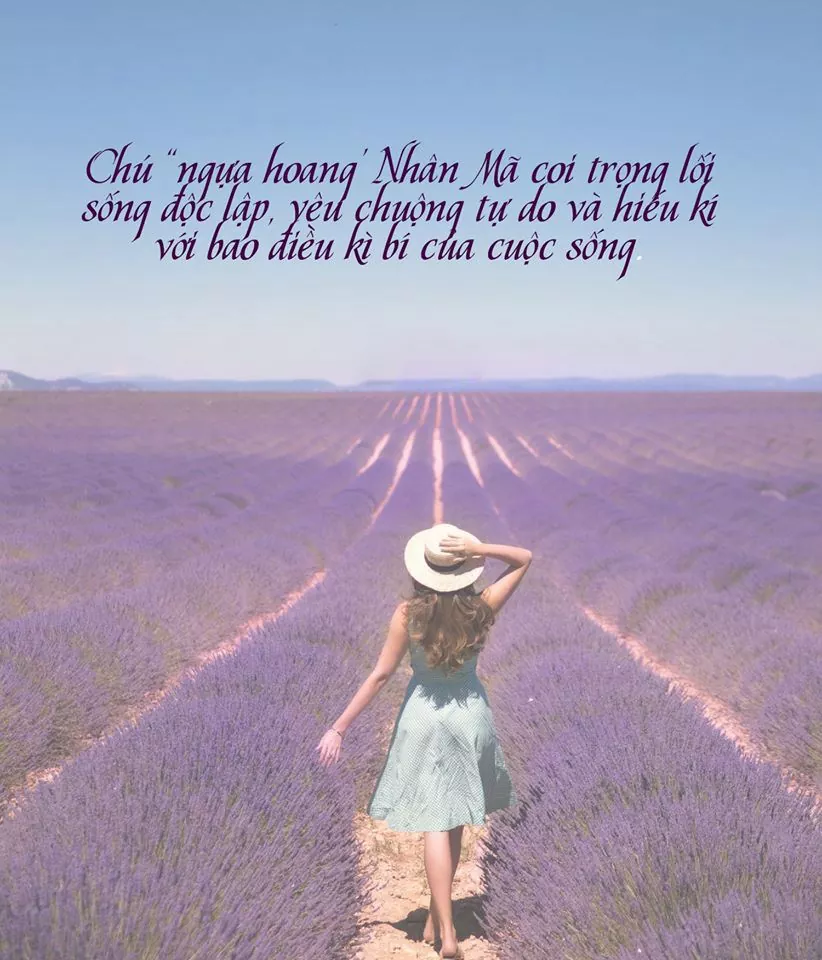 Chú “ngựa hoang’ Nhân Mã coi trọng lối
sống độc lập, yêu chuộng tự do và hiếu kì
với bao điều kì bí của cuộc sống.